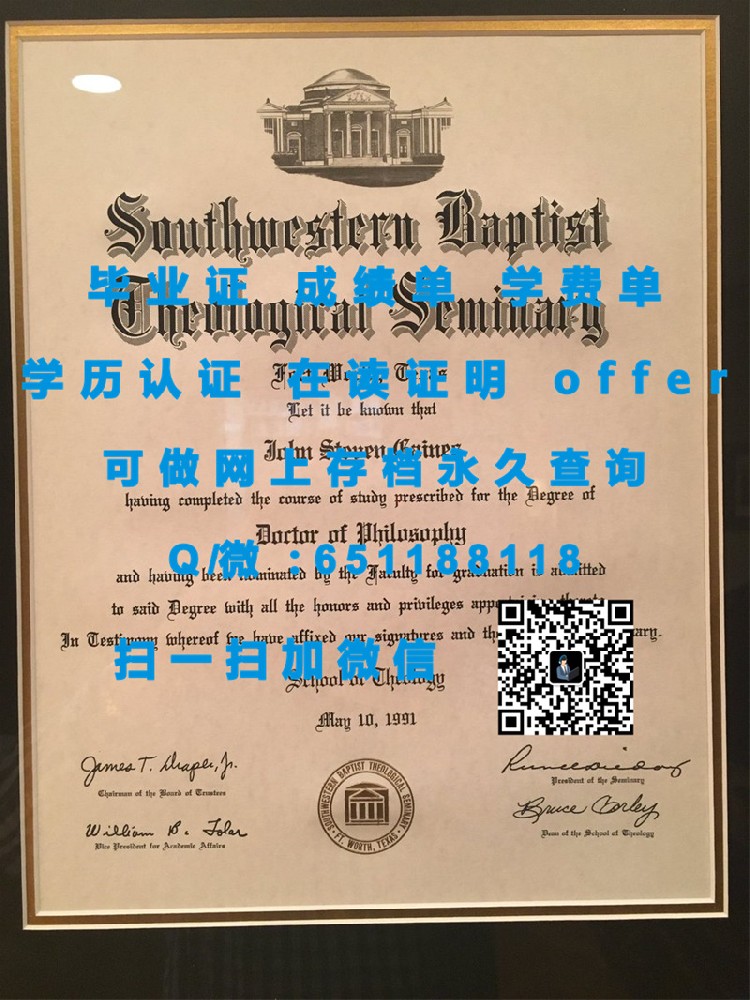 Southwestern Baptist
毕业证 成绩单 学费单
Theological Seminary
Fort Worth, Texas
学历认证 在读证明 offer
Let it be known that
John Steven Gaines
可做网上存档永久查询
having completed the course of study prescribed for the Degree of
Doctor of Philosophy
Q/微：651188118
and having been nominated by the Faculty for graduation is admitted
to said Degree with all the honors and privileges
In Testimony whereof we have affixed our signatures and
扫一扫加微信
School of Theology
May 10, 1991
James T. Draper, Jr.
Chairman of the Board of Trustees
President of the Seminary
William B. Tolar
Vice President for Academic Affairs
Bruce Corley
Dean of the School of Theology
SOUTHWESTERN BAPTIST THEOLOGICAL SEMINARY
FT. WORTH, TEXAS